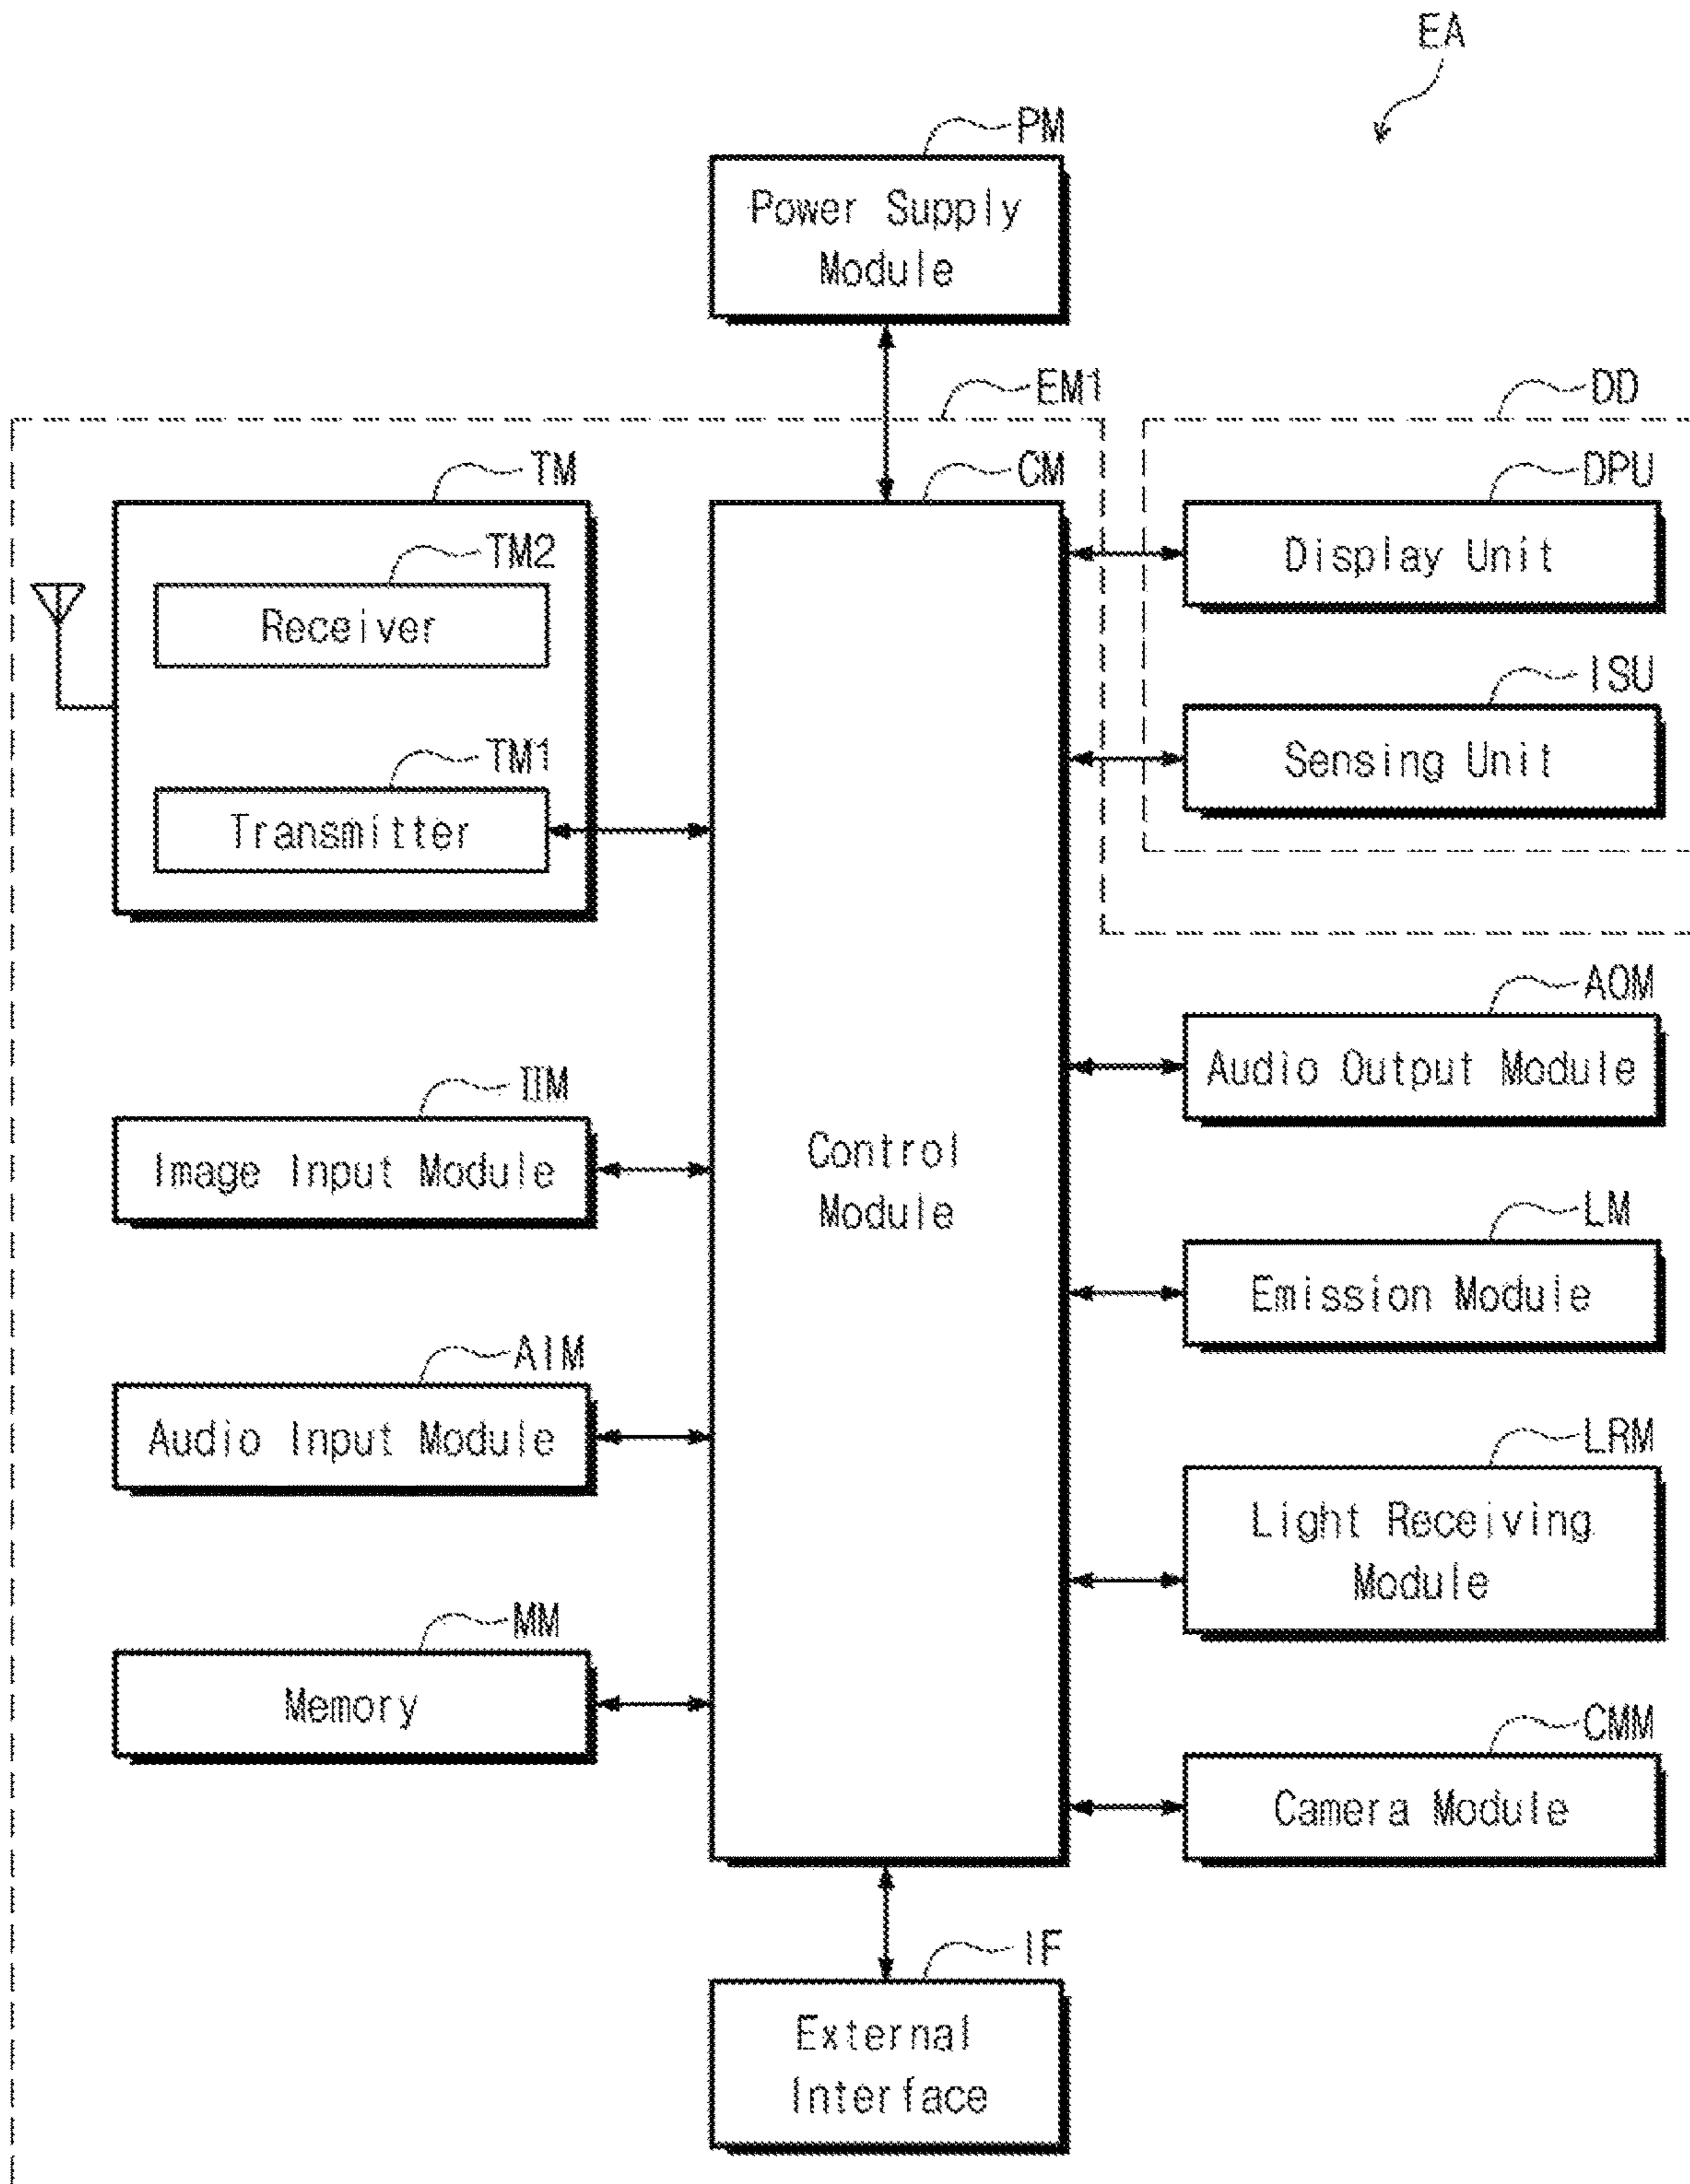 EA
PM
Power Supply
Module
EM1
DD
TM
CM
DPU
TM2
Receiver
Display Unit
ISU
TM1
Transmitter
Sensing Unit
AOM
Audio Output Module
IIM
Image Input Module
Control
Module
LM
Emission Module
AIM
Audio Input Module
LRM
Light Receiving
Module
MM
Memory
CMM
Camera Module
IF
External
Interface